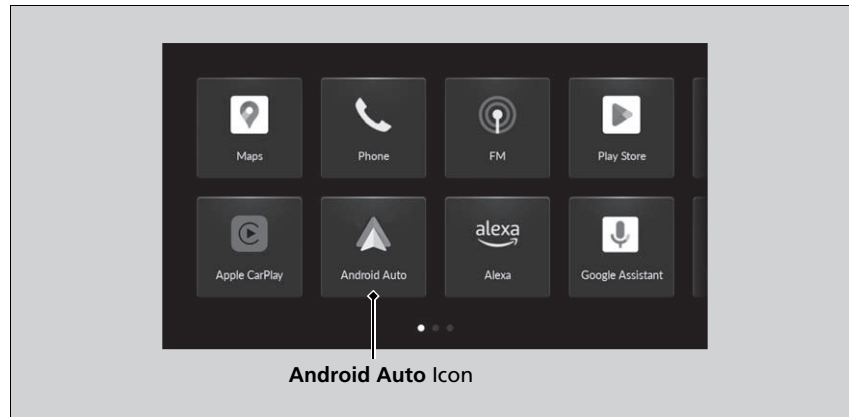 Maps Phone FM Play Store
alexa
Apple CarPlay Android Auto Alexa Google Assistant
Android Auto Icon